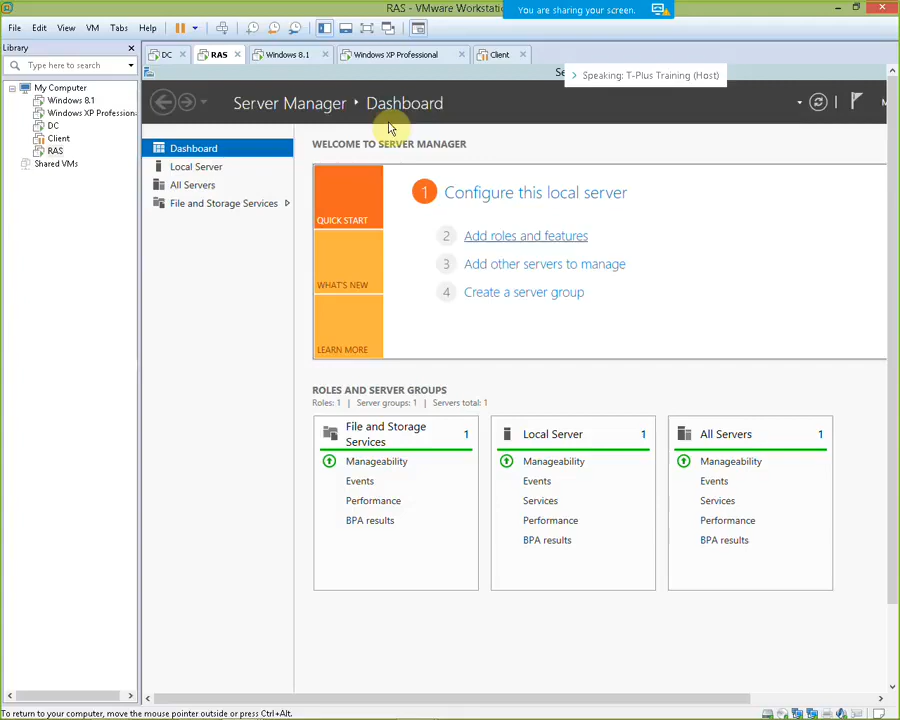 RAS - VMware Workstatio
You are sharing your screen.
File Edit View VM Tabs Help
Library
Type here to search
DC
RAS
Windows 8.1
Windows XP Professional
Client
My Computer
Windows 8.1
Windows XP Profession
DC
Client
RAS
Shared VMs
Se
Speaking: T-Plus Training (Host)
Server Manager ‣ Dashboard
M
Dashboard
Local Server
All Servers
File and Storage Services
WELCOME TO SERVER MANAGER
QUICK START
WHAT'S NEW
LEARN MORE
1 Configure this local server
2 Add roles and features
3 Add other servers to manage
4 Create a server group
ROLES AND SERVER GROUPS
Roles: 1 | Server groups: 1 | Servers total: 1
File and Storage Services 1
Manageability
Events
Performance
BPA results
Local Server 1
Manageability
Events
Services
Performance
BPA results
All Servers 1
Manageability
Events
Services
Performance
BPA results
To return to your computer, move the mouse pointer outside or press Ctrl+Alt.